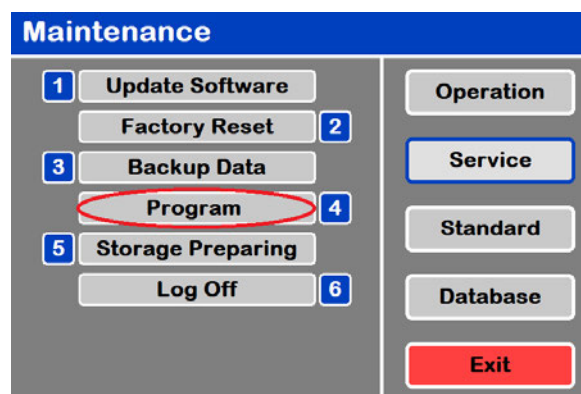 Maintenance
1 Update Software
Factory Reset 2
3 Backup Data
Program 4
5 Storage Preparing
Log Off 6
Operation
Service
Standard
Database
Exit